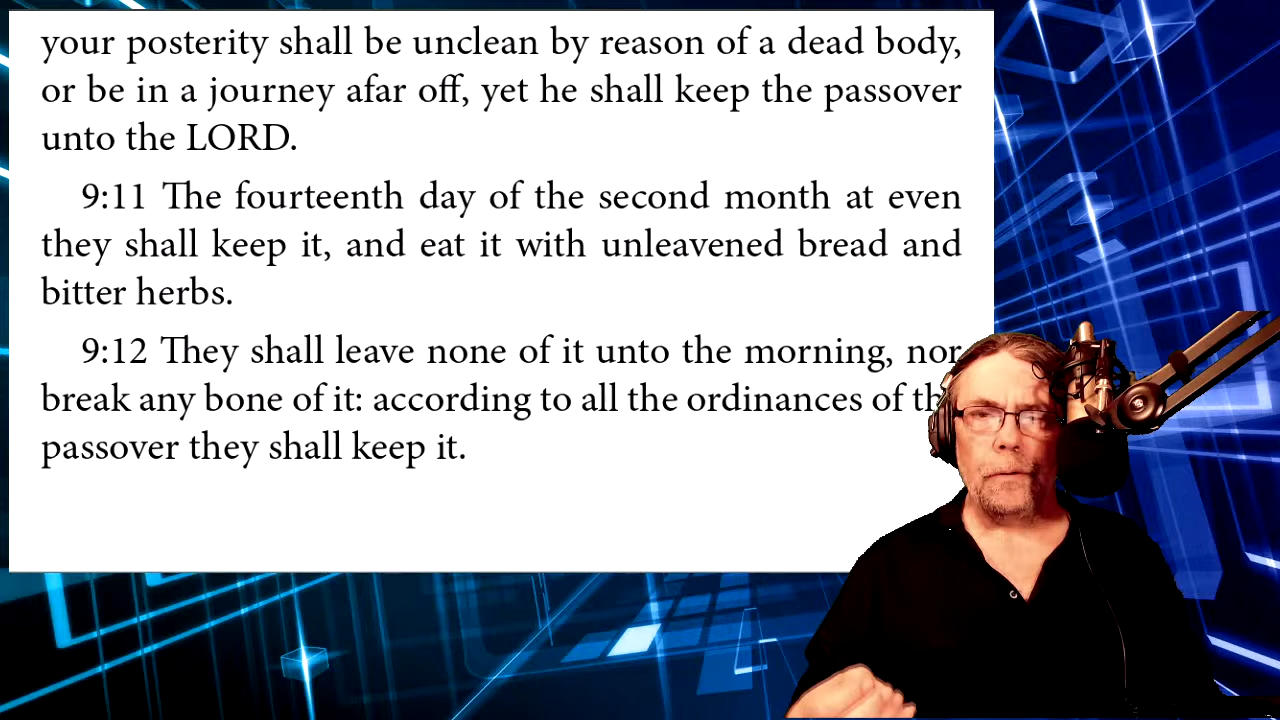 your posterity shall be unclean by reason of a dead body,
or be in a journey afar off, yet he shall keep the passover
unto the LORD.
9:11 The fourteenth day of the second month at even
they shall keep it, and eat it with unleavened bread and
bitter herbs.
9:12 They shall leave none of it unto the morning, nor
break any bone of it: according to all the ordinances of
passover they shall keep it.